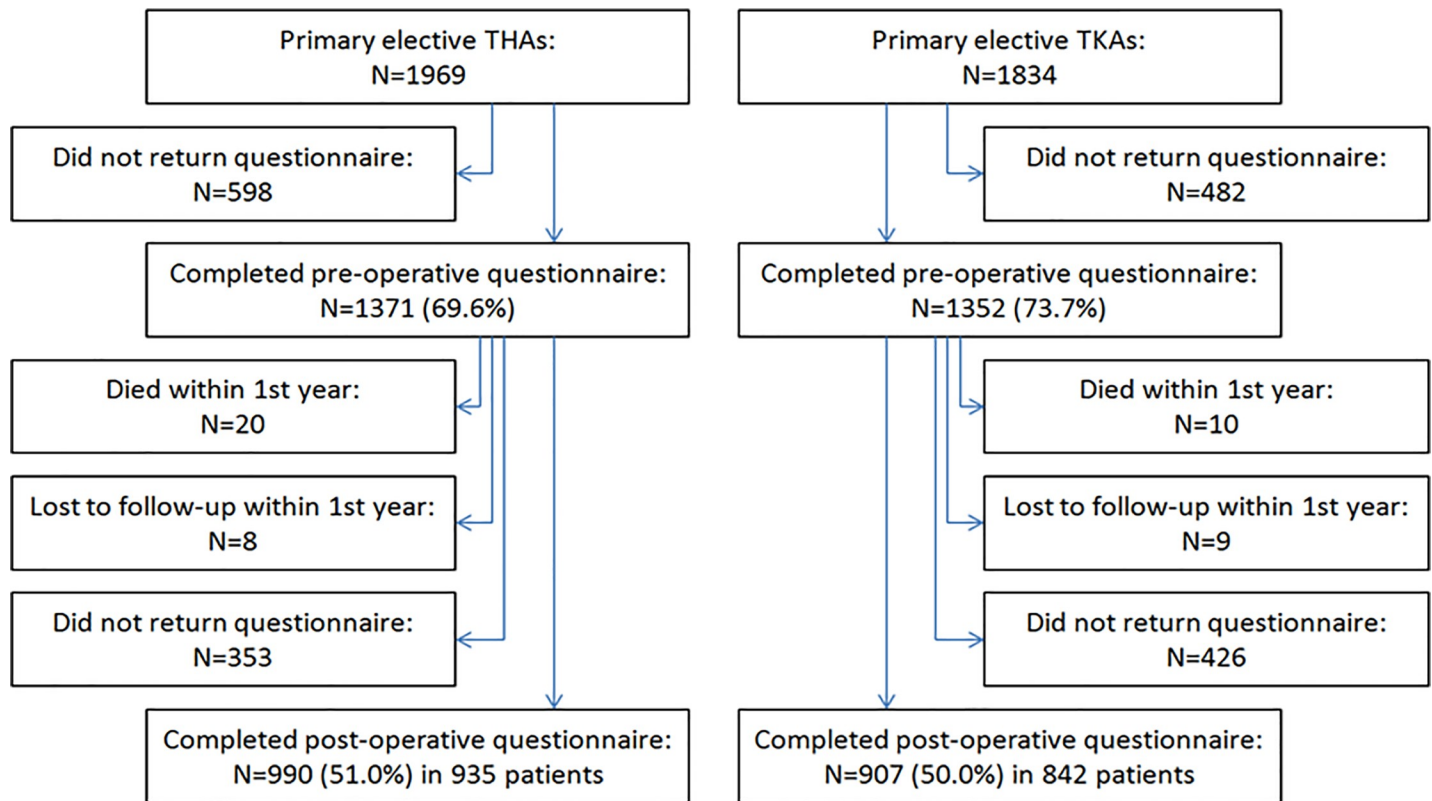 Primary elective THAs:
N=1969
Primary elective TKAs:
N=1834
Did not return questionnaire:
N=598
Did not return questionnaire:
N=482
Completed pre-operative questionnaire:
N=1371 (69.6%)
Completed pre-operative questionnaire:
N=1352 (73.7%)
Died within 1st year:
N=20
Died within 1st year:
N=10
Lost to follow-up within 1st year:
N=8
Lost to follow-up within 1st year:
N=9
Did not return questionnaire:
N=353
Did not return questionnaire:
N=426
Completed post-operative questionnaire:
N=990 (51.0%) in 935 patients
Completed post-operative questionnaire:
N=907 (50.0%) in 842 patients